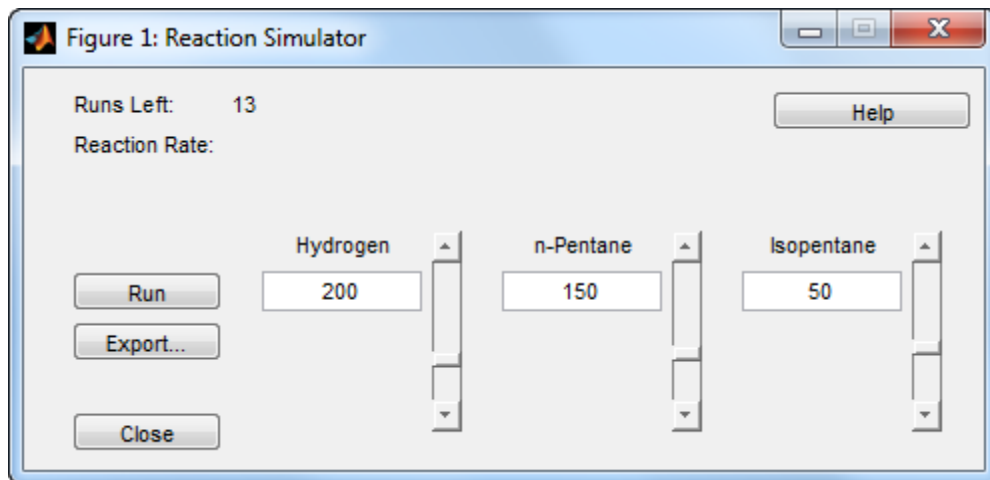 Figure 1: Reaction Simulator
Runs Left: 13
Help
Reaction Rate:
Hydrogen n-Pentane Isopentane
Run 200 150 50
Export...
Close